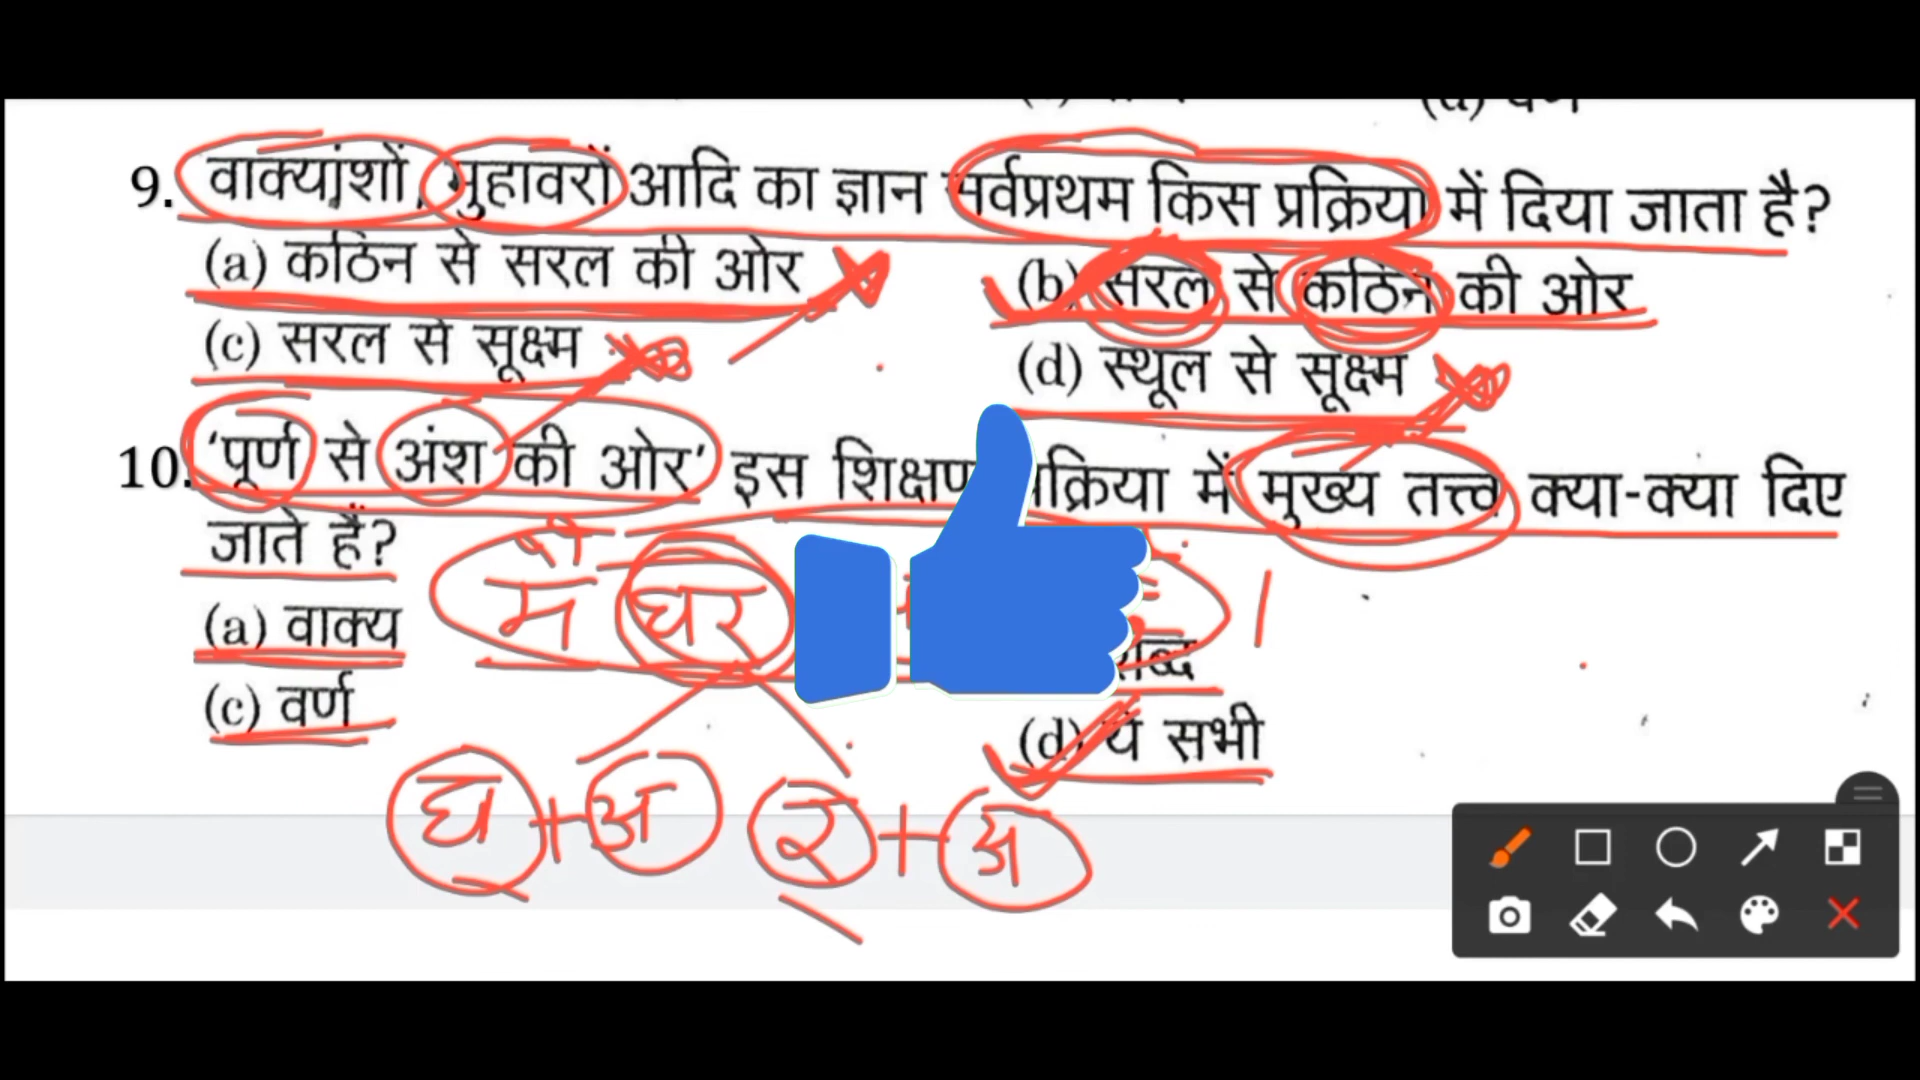 9. वाक्यांशों, मुहावरों आदि का ज्ञान सर्वप्रथम किस प्रक्रिया में दिया जाता है?
(a) कठिन से सरल की ओर (b) सरल से कठिन की ओर
(c) सरल से सूक्ष्म (d) स्थूल से सूक्ष्म
10. 'पूर्ण से अंश की ओर' इस शिक्षण प्रक्रिया में मुख्य तत्त्व क्या-क्या दिए
जाते हैं?
घर
(a) वाक्य शब्द
(c) वर्ण (d) ये सभी
घ + अ र + अ